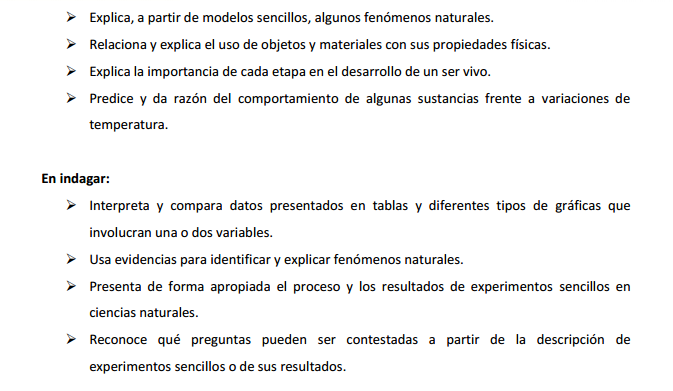 ➤ Explica, a partir de modelos sencillos, algunos fenómenos naturales.
➤ Relaciona y explica el uso de objetos y materiales con sus propiedades físicas.
➤ Explica la importancia de cada etapa en el desarrollo de un ser vivo.
➤ Predice y da razón del comportamiento de algunas sustancias frente a variaciones de
temperatura.
En indagar:
➤ Interpreta y compara datos presentados en tablas y diferentes tipos de gráficas que
involucran una o dos variables.
➤ Usa evidencias para identificar y explicar fenómenos naturales.
➤ Presenta de forma apropiada el proceso y los resultados de experimentos sencillos en
ciencias naturales.
➤ Reconoce qué preguntas pueden ser contestadas a partir de la descripción de
experimentos sencillos o de sus resultados.